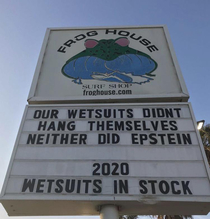 FROG HOUSE
SURF SHOP
froghouse.com
OUR WETSUITS DIDNT
HANG THEMSELVES
NEITHER DID EPSTEIN
2020
WETSUITS IN STOCK